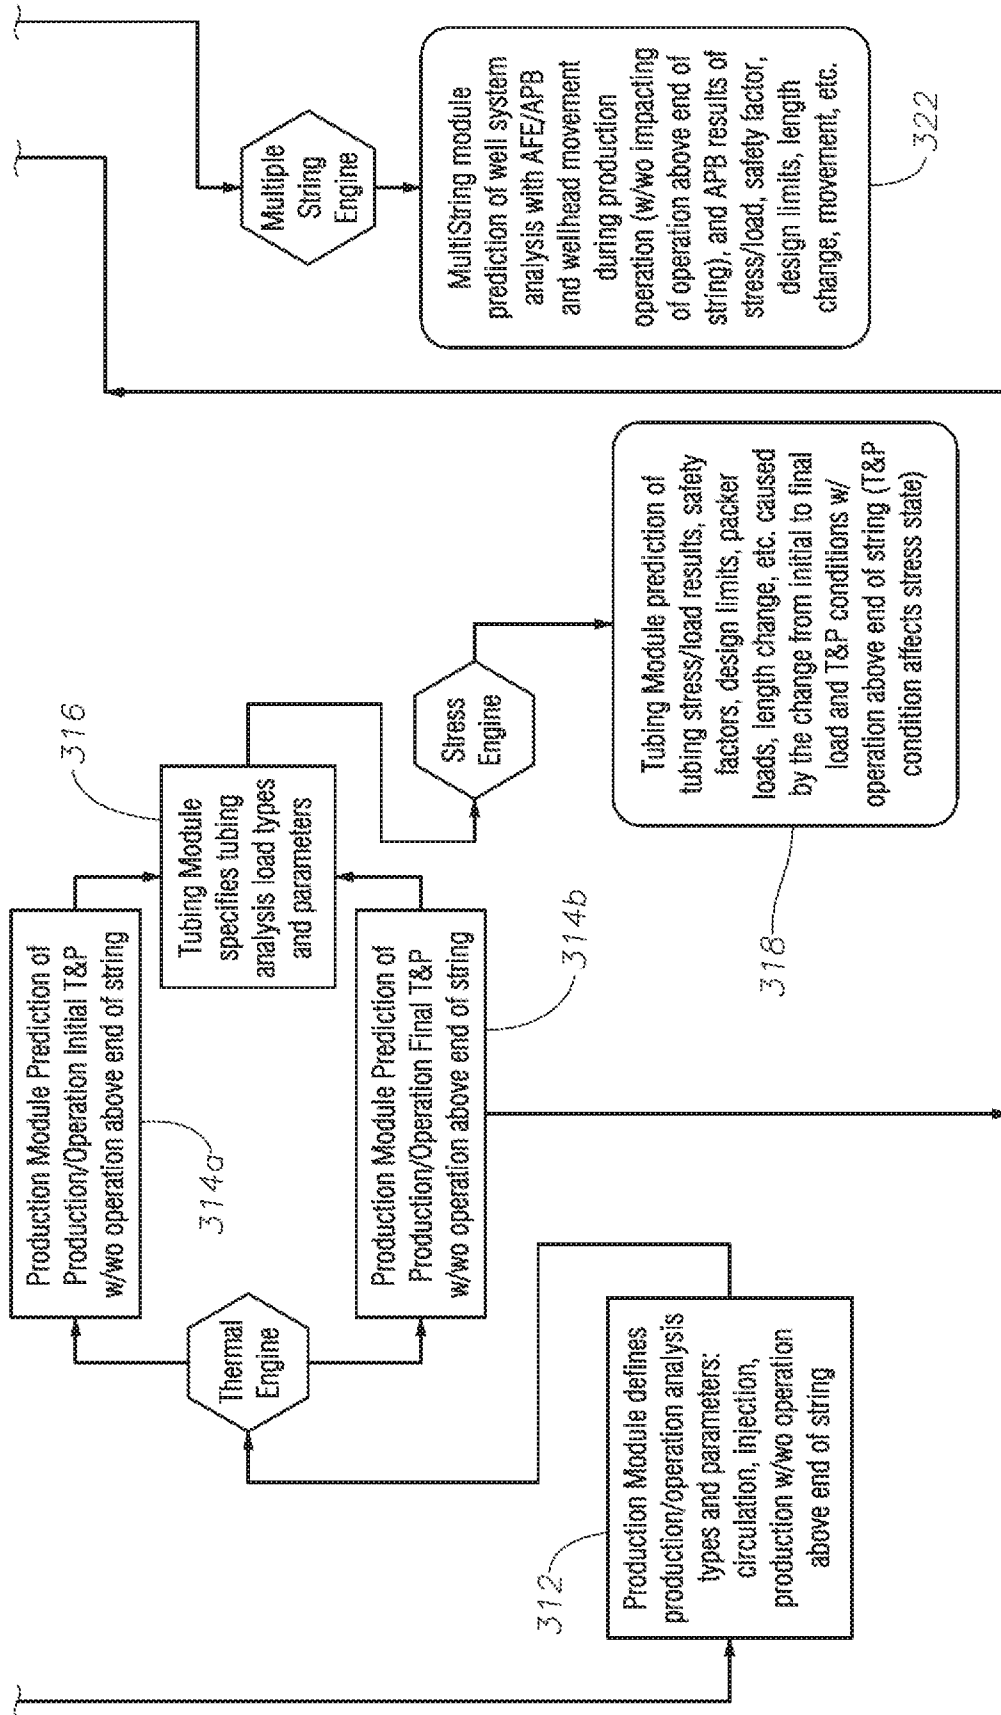 Production Module defines
production/operation analysis
types and parameters:
circulation, injection,
production w/wo operation
above end of string
312
Thermal
Engine
Production Module Prediction of
Production/Operation Initial T&P
w/wo operation above end of string
314a
Production Module Prediction of
Production/Operation Final T&P
w/wo operation above end of string
314b
Tubing Module
specifies tubing
analysis load types
and parameters
316
Stress
Engine
Tubing Module prediction of
tubing stress/load results, safety
factors, design limits, packer
loads, length change, etc. caused
by the change from initial to final
load and T&P conditions w/
operation above end of string (T&P
condition affects stress state)
318
Multiple
String
Engine
MultiString module
prediction of well system
analysis with AFE/APB
and wellhead movement
during production
operation (w/wo impacting
of operation above end of
string), and APB results of
stress/load, safety factor,
design limits, length
change, movement, etc.
322